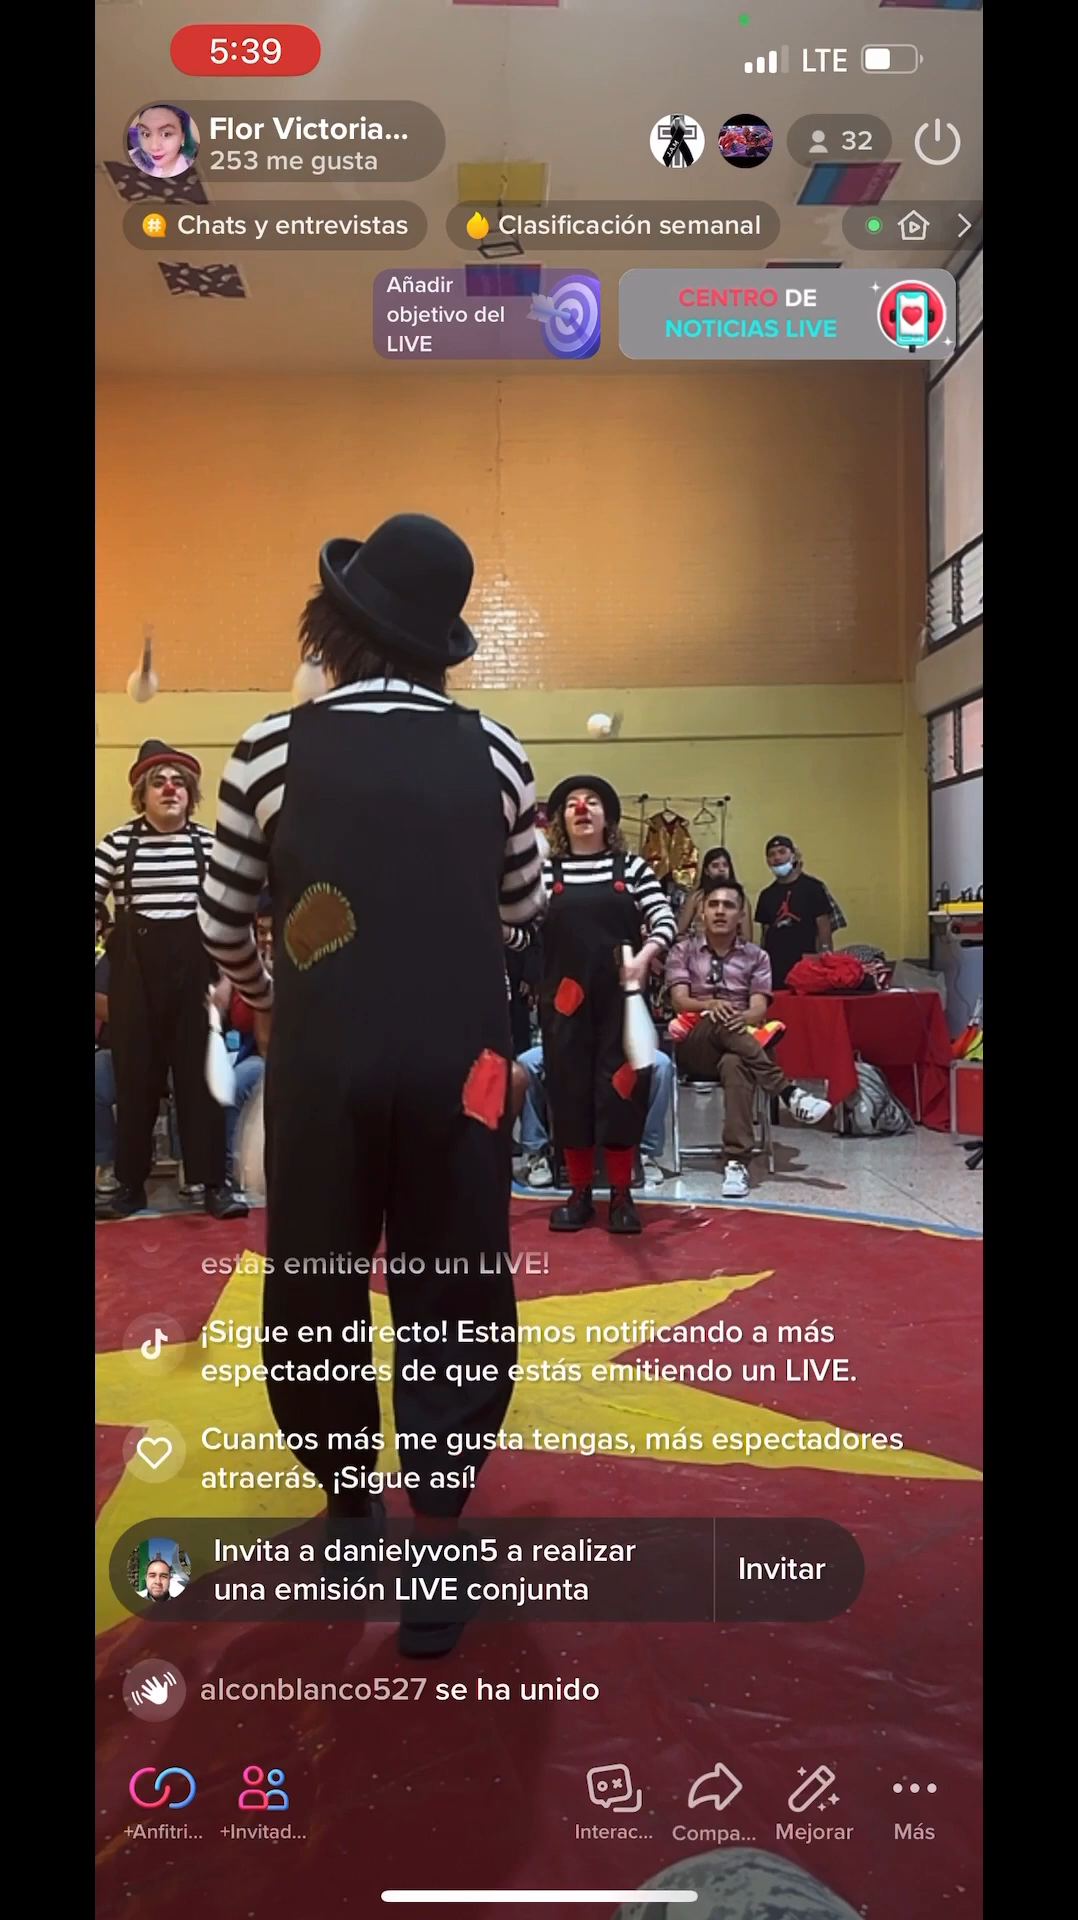 5:39
LTE
Flor Victoria...
253 me gusta
32
Chats y entrevistas
Clasificación semanal
Añadir
objetivo del
LIVE
CENTRO DE
NOTICIAS LIVE
estás emitiendo un LIVE!
¡Sigue en directo! Estamos notificando a más
espectadores de que estás emitiendo un LIVE.
Cuantos más me gusta tengas, más espectadores
atraerás. ¡Sigue así!
Invita a danielyvon5 a realizar
una emisión LIVE conjunta
Invitar
alconblanco527 se ha unido
+Anfitri...
+Invitad...
Interac...
Compa...
Mejorar
Más